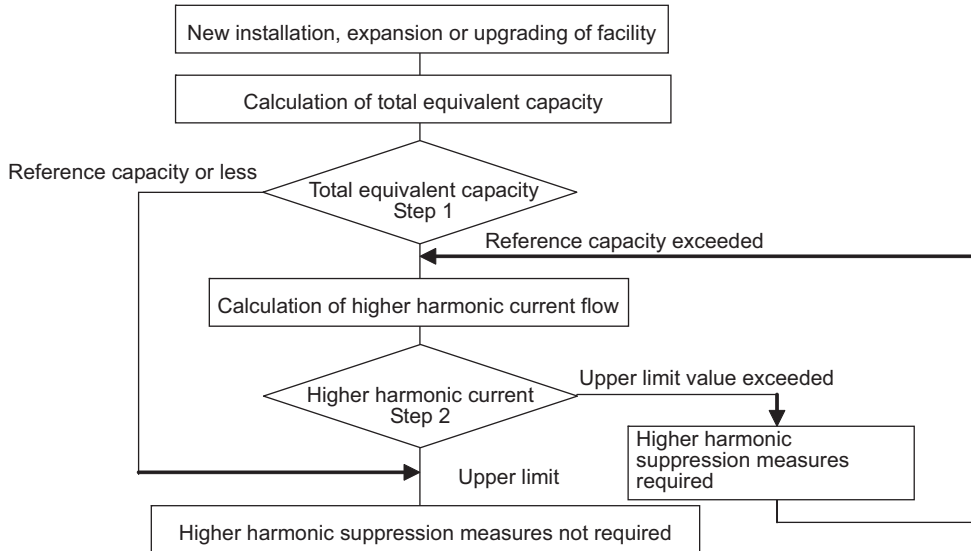 New installation, expansion or upgrading of facility
Calculation of total equivalent capacity
Reference capacity or less
Total equivalent capacity
Step 1
Reference capacity exceeded
Calculation of higher harmonic current flow
Upper limit value exceeded
Higher harmonic current
Step 2
Higher harmonic
suppression measures
required
Upper limit
Higher harmonic suppression measures not required